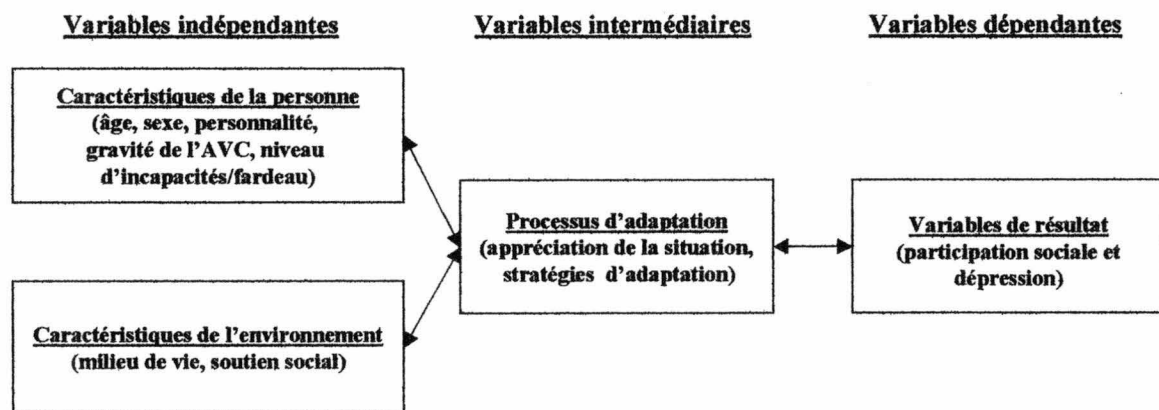 Variables indépendantes
Variables intermédiaires
Variables dépendantes
Caractéristiques de la personne
(âge, sexe, personnalité,
gravité de l'AVC, niveau
d'incapacités/fardeau)
Processus d'adaptation
(appréciation de la situation,
stratégies d'adaptation)
Variables de résultat
(participation sociale et
dépression)
Caractéristiques de l'environnement
(milieu de vie, soutien social)